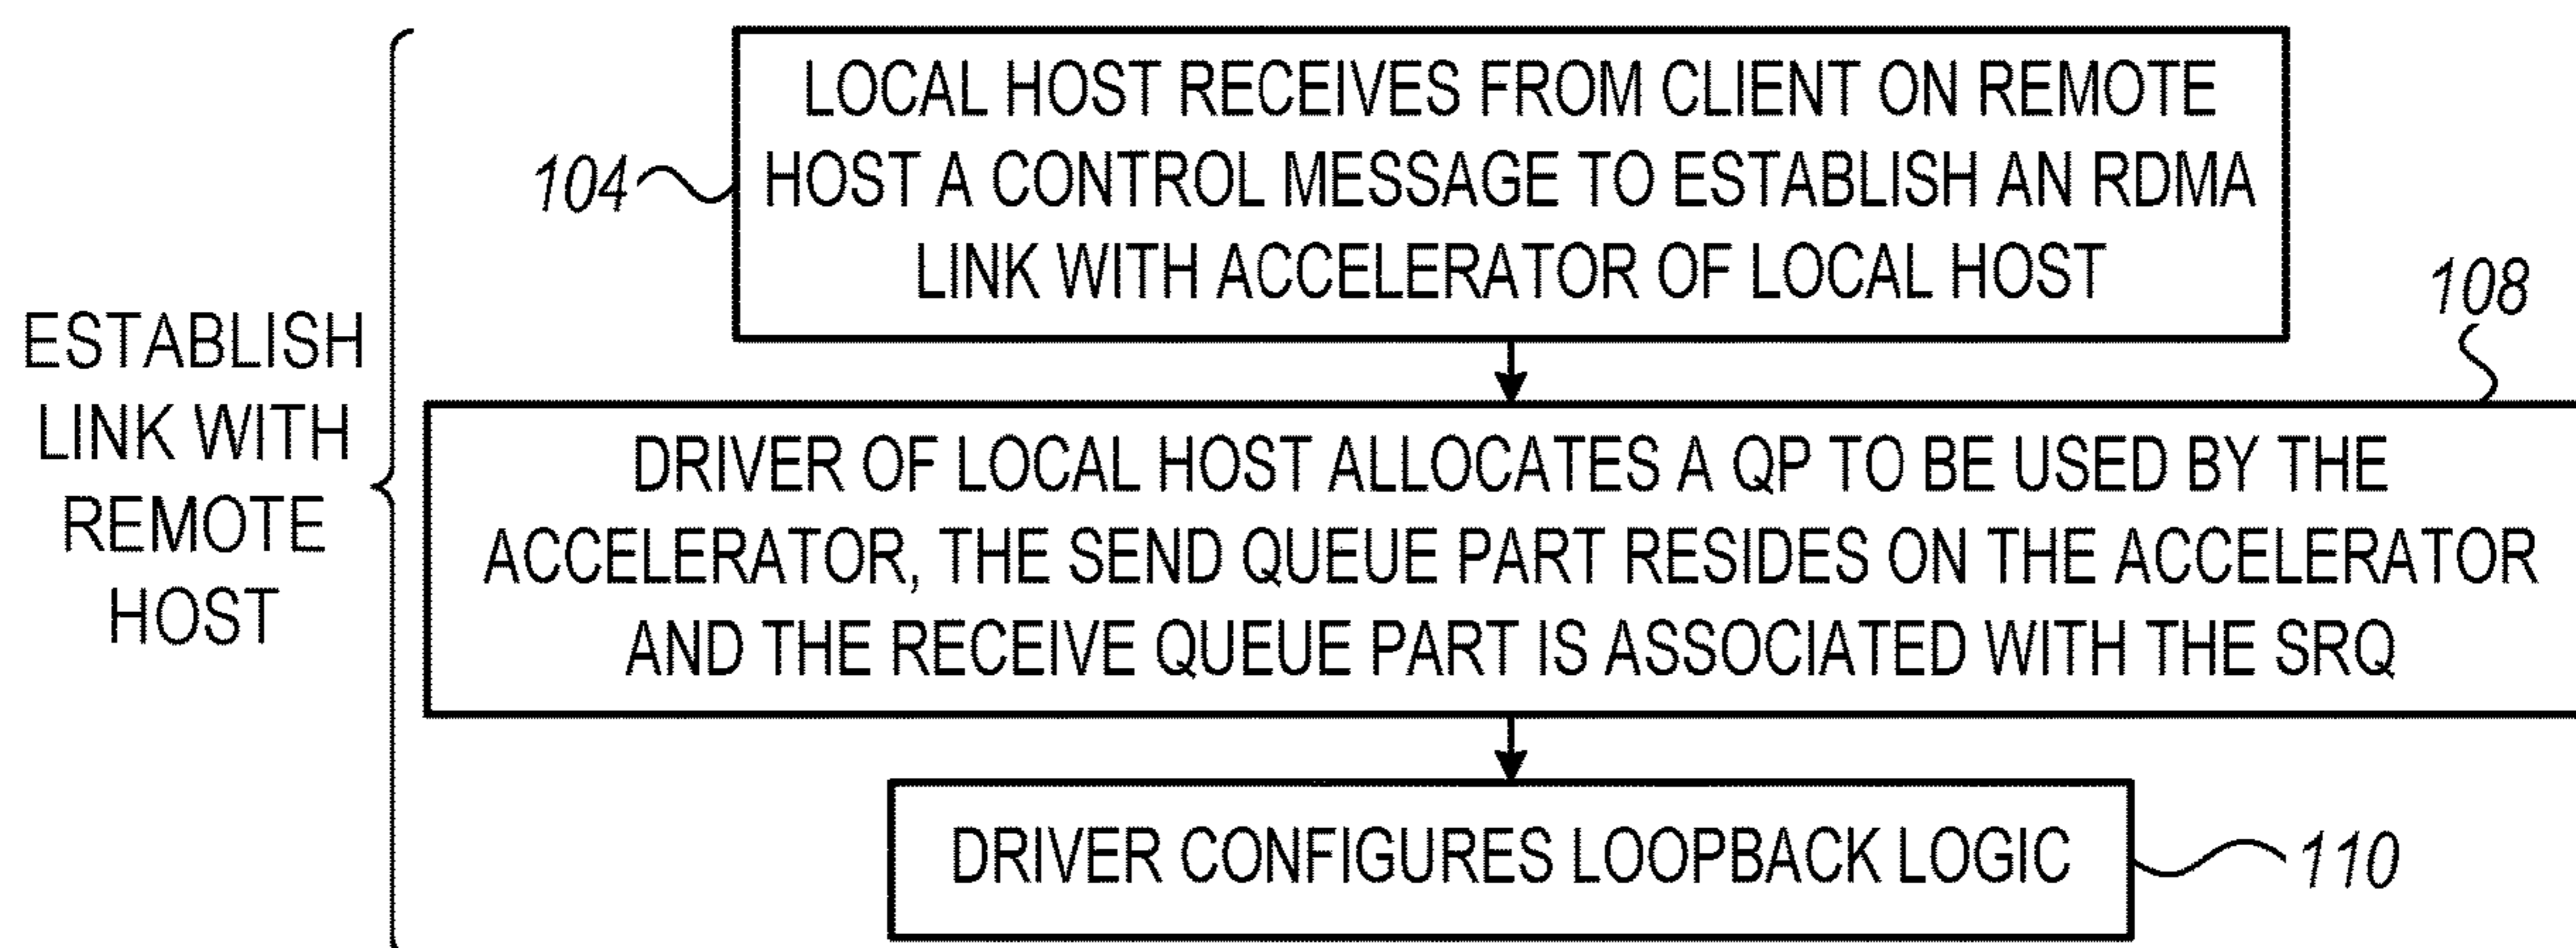 ESTABLISH
LINK WITH
REMOTE
HOST
104
LOCAL HOST RECEIVES FROM CLIENT ON REMOTE
HOST A CONTROL MESSAGE TO ESTABLISH AN RDMA
LINK WITH ACCELERATOR OF LOCAL HOST
108
DRIVER OF LOCAL HOST ALLOCATES A QP TO BE USED BY THE
ACCELERATOR, THE SEND QUEUE PART RESIDES ON THE ACCELERATOR
AND THE RECEIVE QUEUE PART IS ASSOCIATED WITH THE SRQ
DRIVER CONFIGURES LOOPBACK LOGIC
110